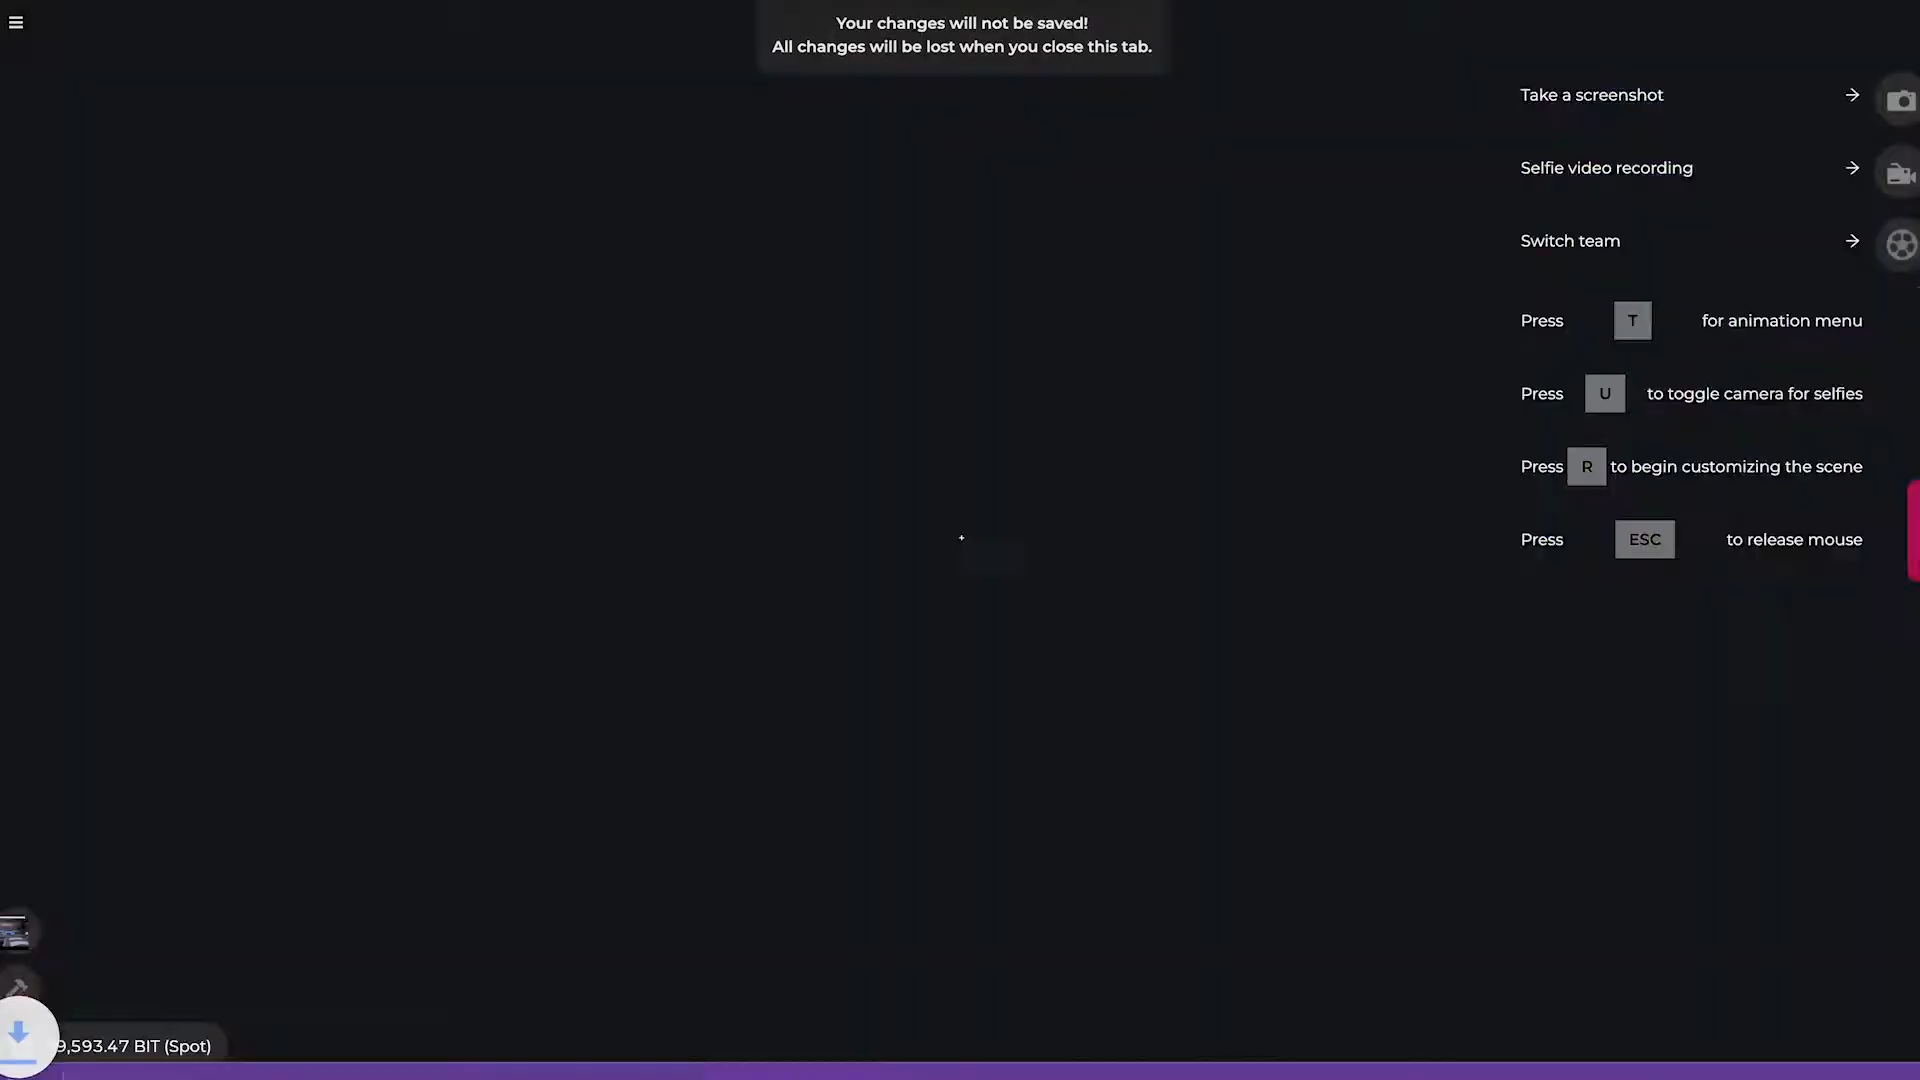 Your changes will not be saved!
All changes will be lost when you close this tab.
Take a screenshot
Selfie video recording
Switch team
Press T for animation menu
Press U to toggle camera for selfies
Press R to begin customizing the scene
Press ESC to release mouse
9,593.47 BIT (Spot)